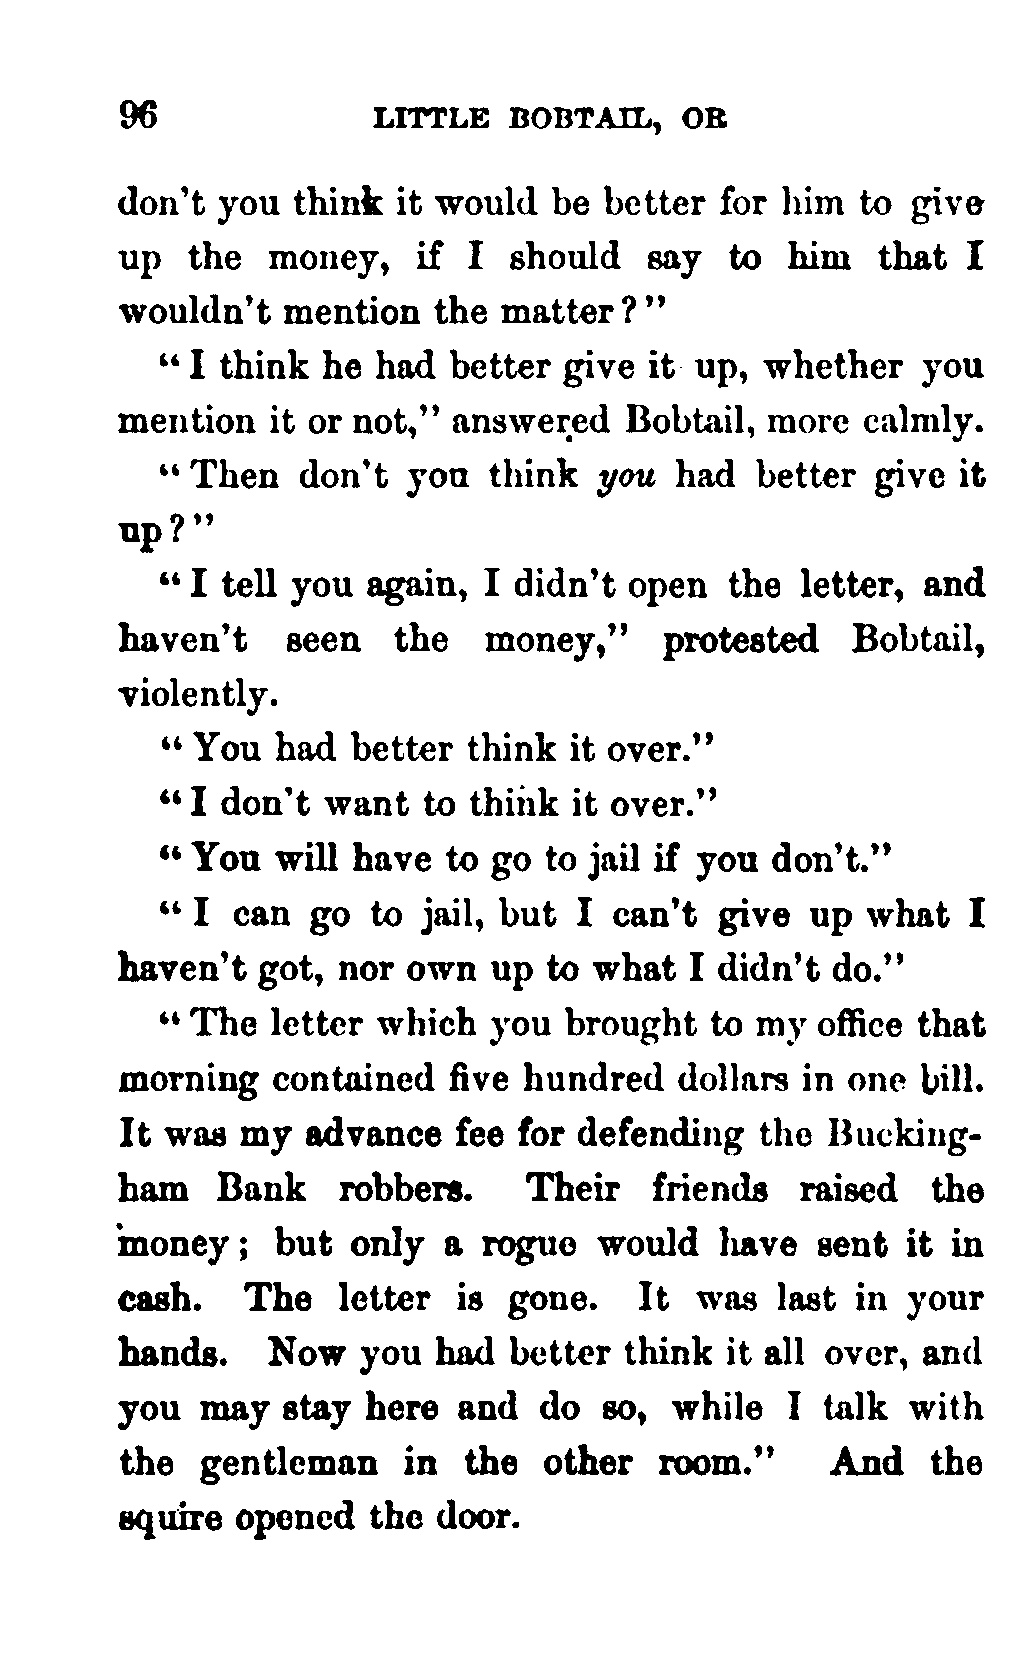 96 LITTLE BOBTAIL, OR
don't you think it would be better for him to give
up the money, if I should say to him that I
wouldn't mention the matter?"
"I think he had better give it up, whether you
mention it or not," answered Bobtail, more calmly.
"Then don't you think you had better give it
up?"
"I tell you again, I didn't open the letter, and
haven't seen the money," protested Bobtail,
violently.
"You had better think it over."
"I don't want to think it over."
"You will have to go to jail if you don't."
"I can go to jail, but I can't give up what I
haven't got, nor own up to what I didn't do."
"The letter which you brought to my office that
morning contained five hundred dollars in one bill.
It was my advance fee for defending the Bucking-
ham Bank robbers. Their friends raised the
money; but only a rogue would have sent it in
cash. The letter is gone. It was last in your
hands. Now you had better think it all over, and
you may stay here and do so, while I talk with
the gentleman in the other room." And the
squire opened the door.